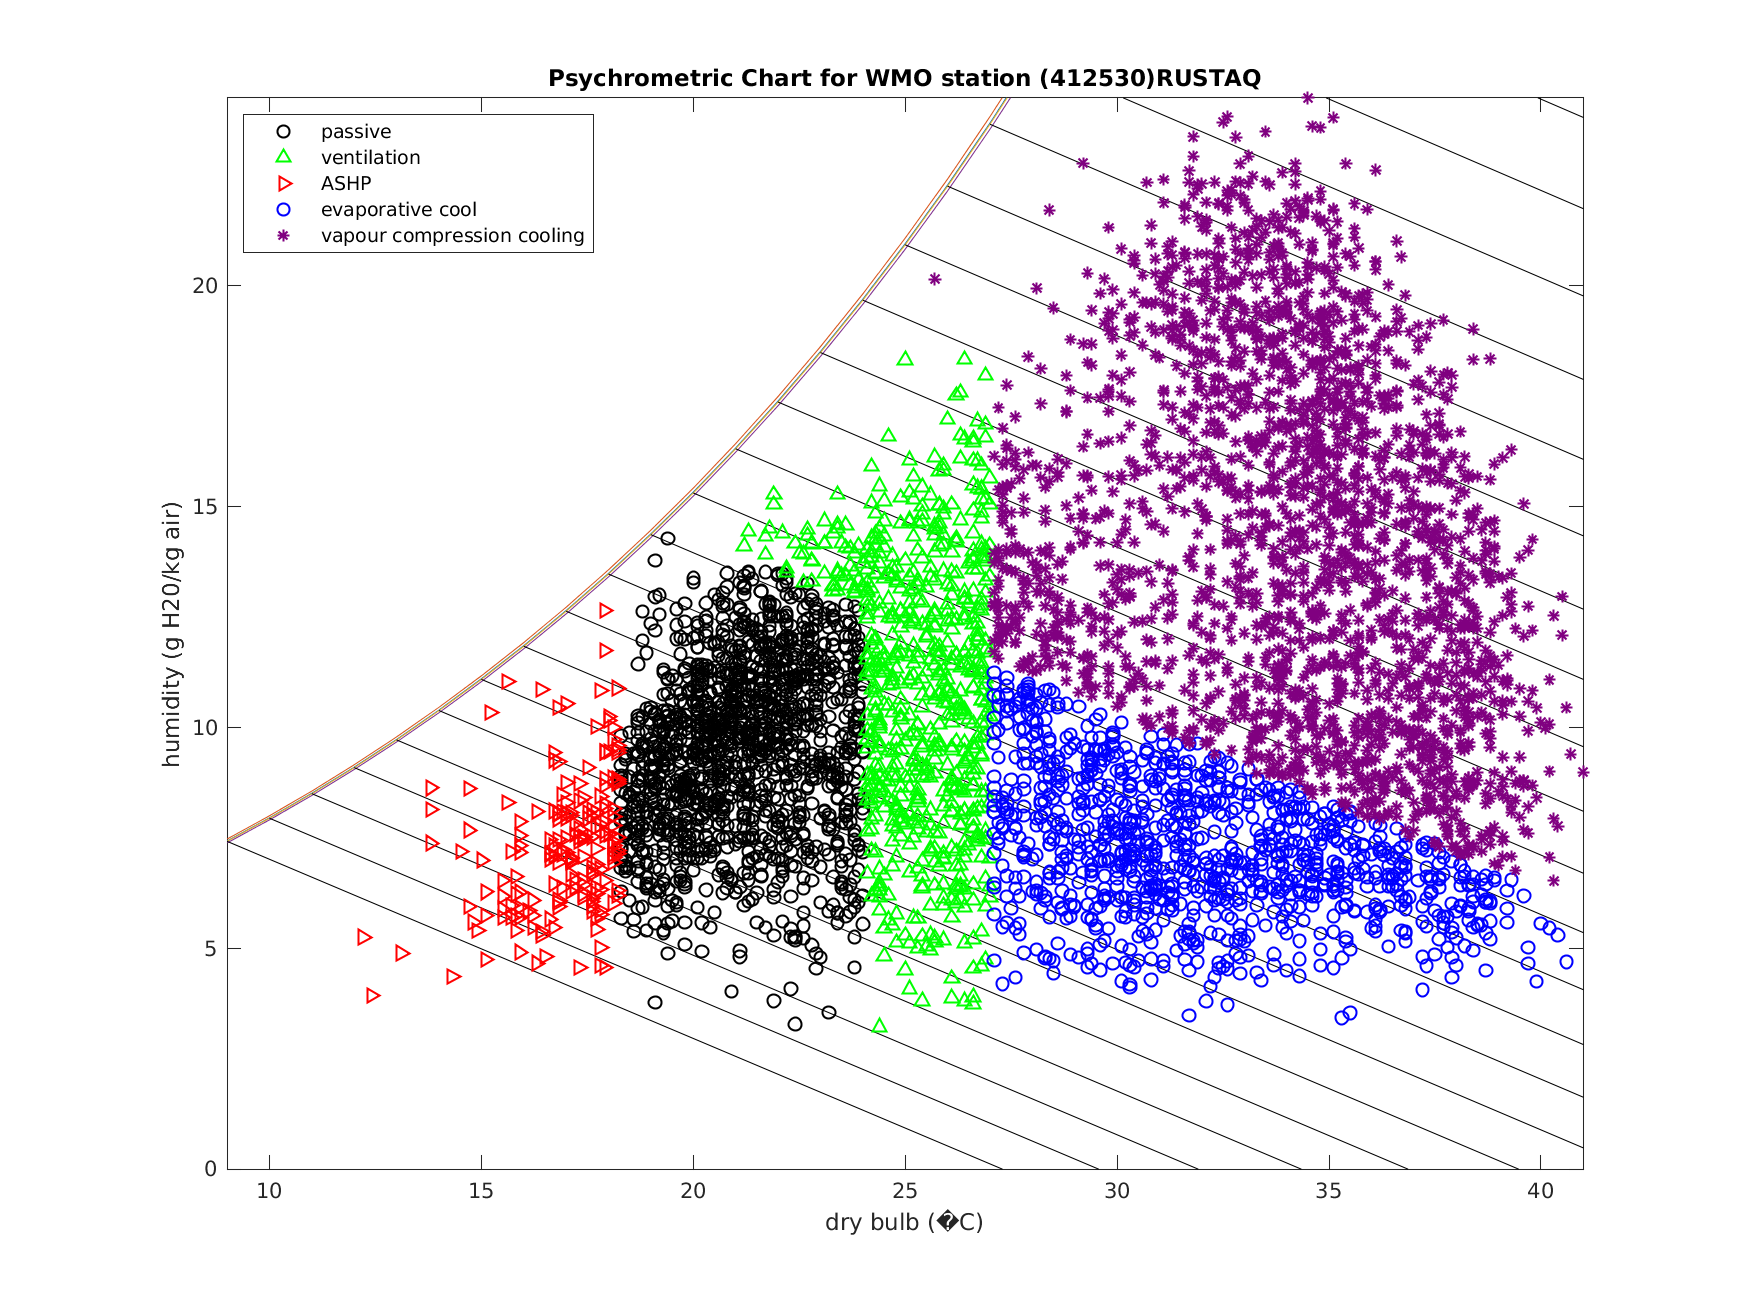 Psychrometric Chart for WMO station (412530)RUSTAQ
passive
ventilation
ASHP
evaporative cool
vapour compression cooling
humidity (g H20/kg air)
20
15
10
5
0
10 15 20 25 30 35 40
dry bulb (�C)